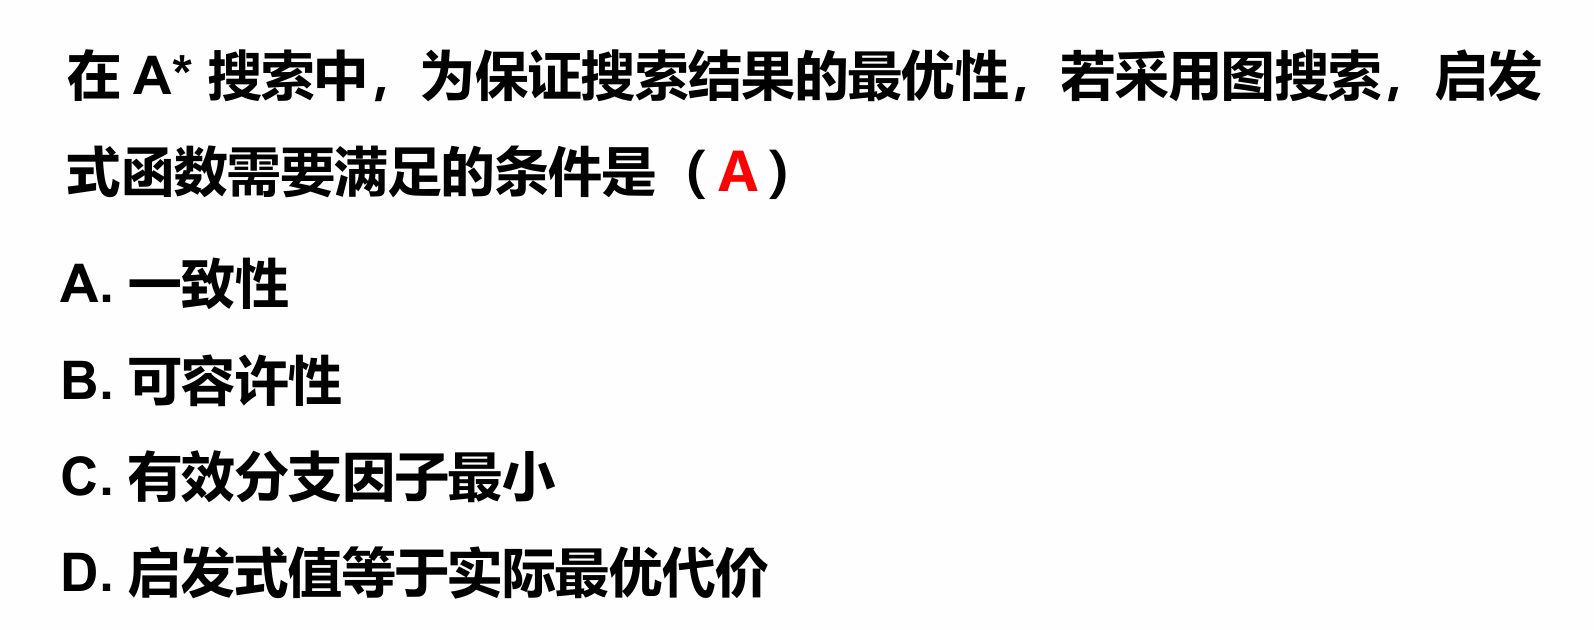 在 A* 搜索中，为保证搜索结果的最优性，若采用图搜索，启发
式函数需要满足的条件是（ A ）
A. 一致性
B. 可容许性
C. 有效分支因子最小
D. 启发式值等于实际最优代价